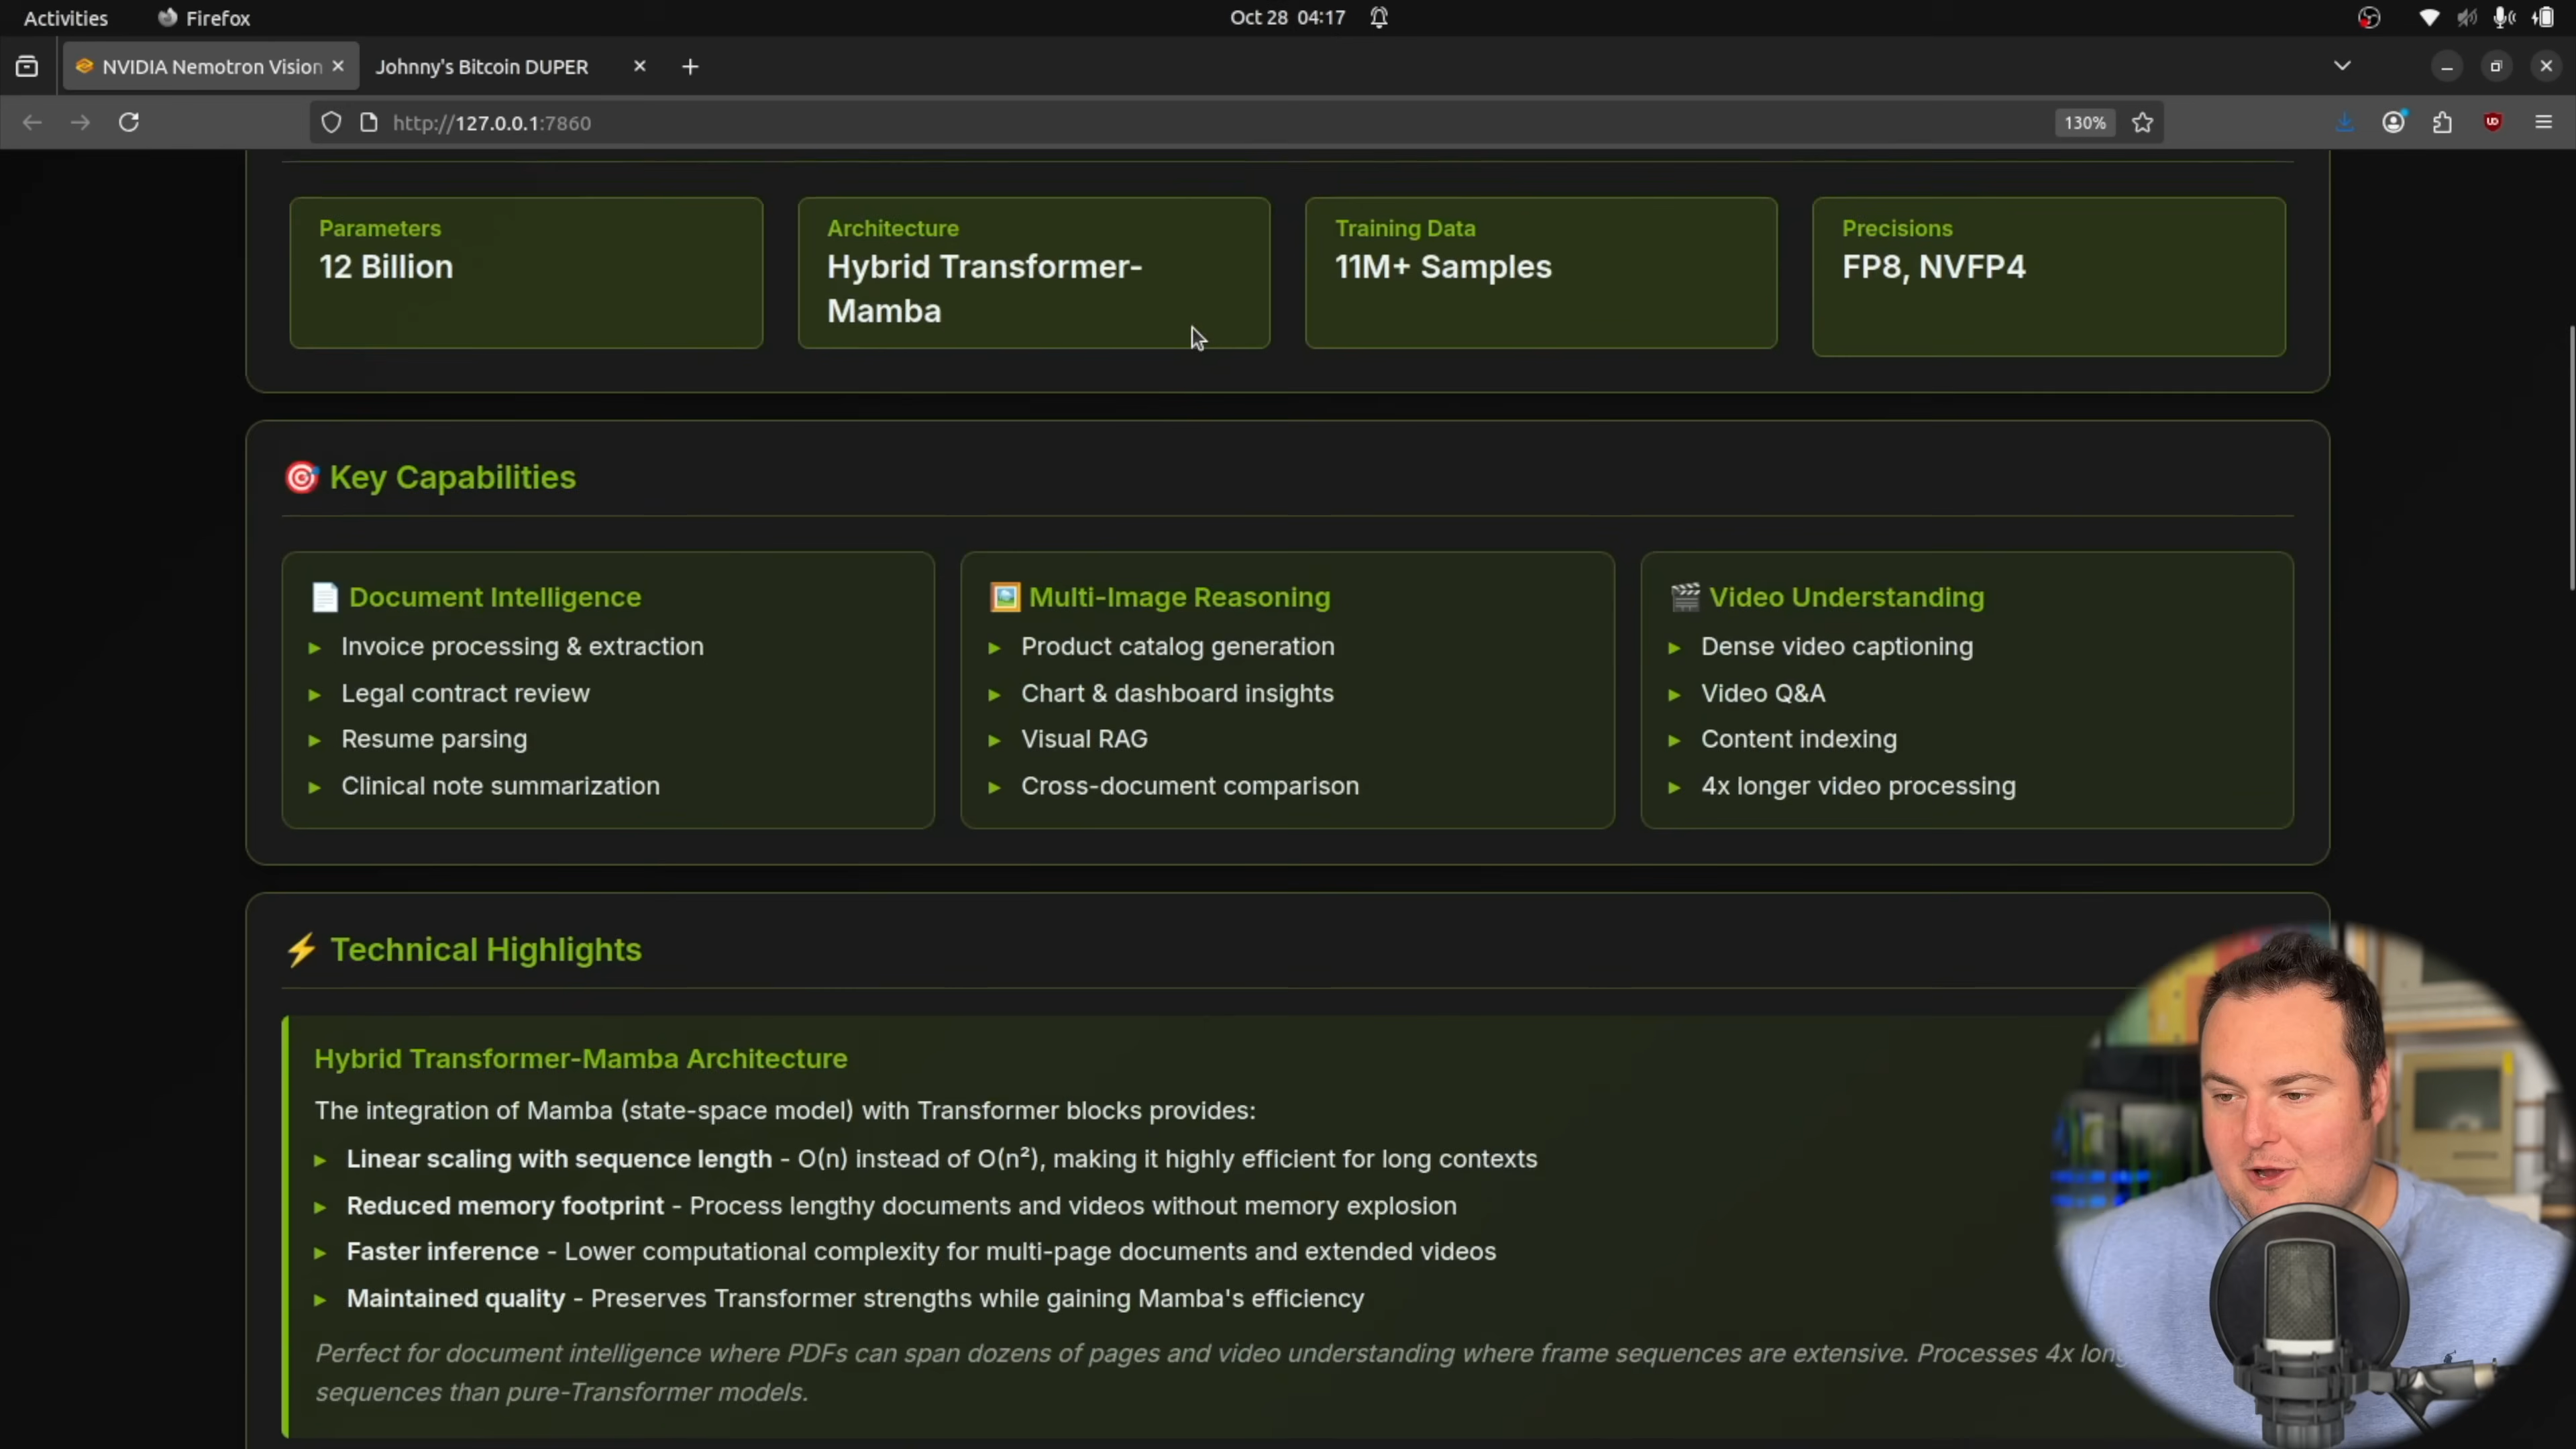 Activities
Firefox
Oct 28 04:17
NVIDIA Nemotron Vision
Johnny's Bitcoin DUPER
http://127.0.0.1:7860
130%
Parameters
12 Billion
Architecture
Hybrid Transformer-
Mamba
Training Data
11M+ Samples
Precisions
FP8, NVFP4
Key Capabilities
Document Intelligence
Invoice processing & extraction
Legal contract review
Resume parsing
Clinical note summarization
Multi-Image Reasoning
Product catalog generation
Chart & dashboard insights
Visual RAG
Cross-document comparison
Video Understanding
Dense video captioning
Video Q&A
Content indexing
4x longer video processing
Technical Highlights
Hybrid Transformer-Mamba Architecture
The integration of Mamba (state-space model) with Transformer blocks provides:
Linear scaling with sequence length - O(n) instead of O(n²), making it highly efficient for long contexts
Reduced memory footprint - Process lengthy documents and videos without memory explosion
Faster inference - Lower computational complexity for multi-page documents and extended videos
Maintained quality - Preserves Transformer strengths while gaining Mamba's efficiency
Perfect for document intelligence where PDFs can span dozens of pages and video understanding where frame sequences are extensive. Processes 4x
sequences than pure-Transformer models.